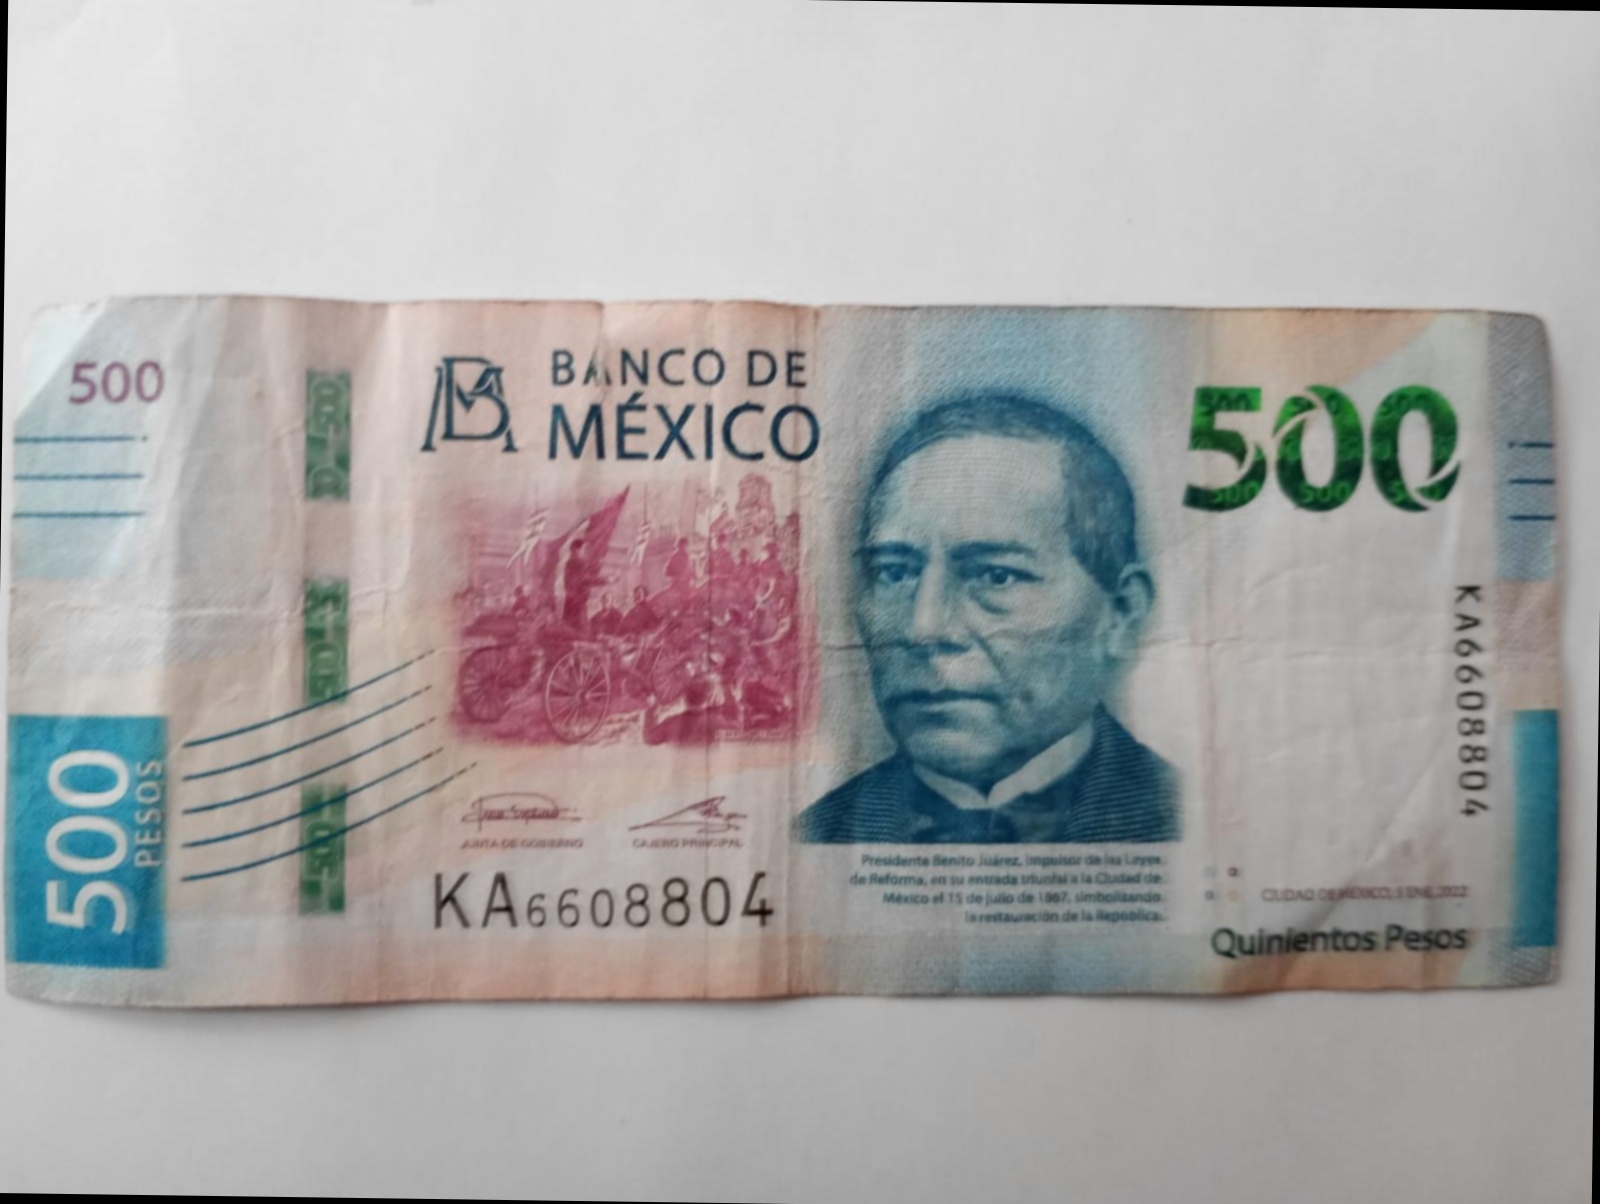 500
BANCO DE
MÉXICO
500
KA6608804
500
PESOS
JUNTA DE GOBIERNO
CAJERO PRINCIPAL
KA6608804
Presidente Benito Juárez, impulsor de las Leyes
de Reforma, en su entrada triunfal a la Ciudad de
México el 15 de julio de 1867, simbolizando
la restauración de la República.
CIUDAD DE MÉXICO, 5 ENE. 2022
Quinientos Pesos